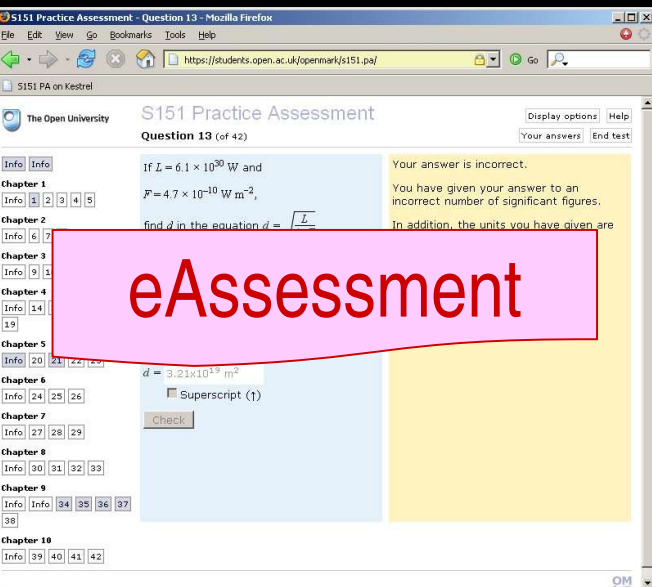 S151 Practice Assessment - Question 13 - Mozilla Firefox
File Edit View Go Bookmarks Tools Help
https://students.open.ac.uk/openmark/s151.pa/ Go
S151 PA on Kestrel
The Open University
S151 Practice Assessment
Question 13 (of 42)
Display options Help
Your answers End test
Info Info
Chapter 1
Info 1 2 3 4 5
Chapter 2
Info 6 7
Chapter 3
Info 9
Chapter 4
Info 14
19
Chapter 5
Info 20 21 22 23
Chapter 6
Info 24 25 26
Chapter 7
Info 27 28 29
Chapter 8
Info 30 31 32 33
Chapter 9
Info Info 34 35 36 37
38
Chapter 10
Info 39 40 41 42
If L = 6.1 × 10³⁰ W and
F = 4.7 × 10⁻¹⁰ W m⁻²,
find d in the equation d = √L
eAssessment
d = 3.21x10¹⁹ m²
Superscript (↑)
Check
Your answer is incorrect.
You have given your answer to an
incorrect number of significant figures.
In addition, the units you have given are
OM